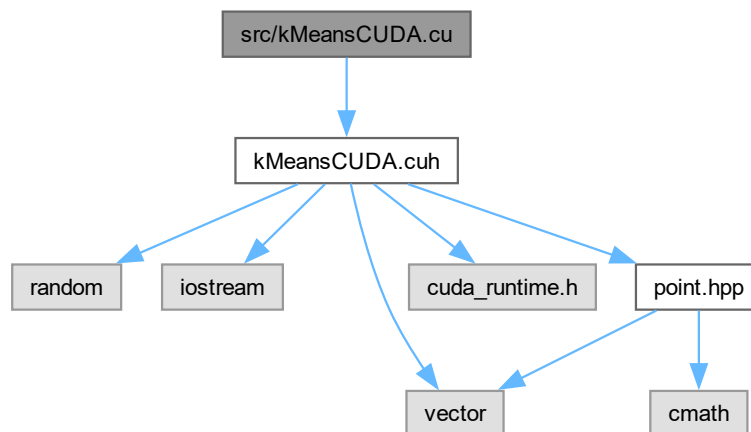 src/kMeansCUDA.cu
kMeansCUDA.cuh
random
iostream
cuda_runtime.h
point.hpp
vector
cmath